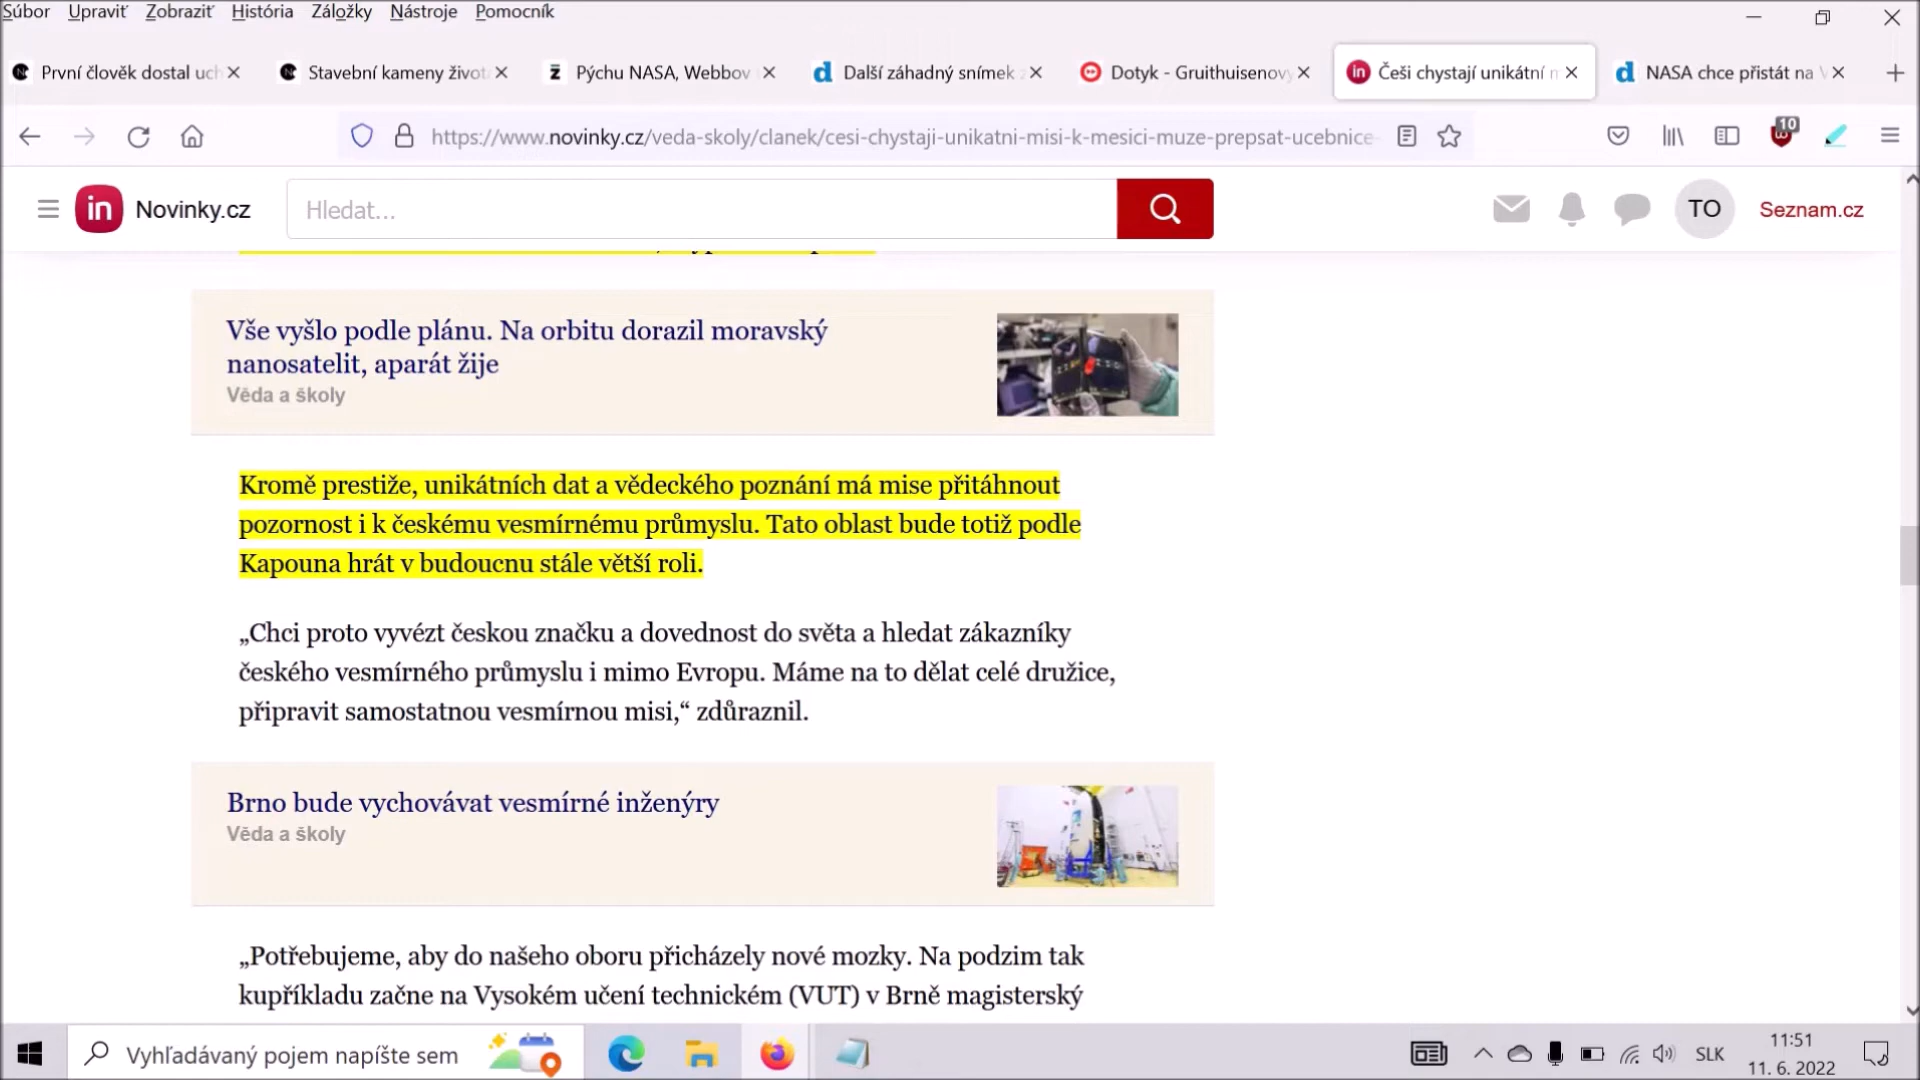 Súbor Upraviť Zobraziť História Záložky Nástroje Pomocník
První člověk dostal uch Stavební kameny života Pýchu NASA, Webbov Další záhadný snímek z Dotyk - Gruithuisenovy Češi chystají unikátní m NASA chce přistát na V
https://www.novinky.cz/veda-skoly/clanek/cesi-chystaji-unikatni-misi-k-mesici-muze-prepsat-ucebnice- 10
in Novinky.cz Hledat... TO Seznam.cz
Vše vyšlo podle plánu. Na orbitu dorazil moravský
nanosatelit, aparát žije
Věda a školy
Kromě prestiže, unikátních dat a vědeckého poznání má mise přitáhnout
pozornost i k českému vesmírnému průmyslu. Tato oblast bude totiž podle
Kapouna hrát v budoucnu stále větší roli.
„Chci proto vyvézt českou značku a dovednost do světa a hledat zákazníky
českého vesmírného průmyslu i mimo Evropu. Máme na to dělat celé družice,
připravit samostatnou vesmírnou misi,“ zdůraznil.
Brno bude vychovávat vesmírné inženýry
Věda a školy
„Potřebujeme, aby do našeho oboru přicházely nové mozky. Na podzim tak
kupříkladu začne na Vysokém učení technickém (VUT) v Brně magisterský
Vyhľadávaný pojem napíšte sem SLK 11:51
11. 6. 2022